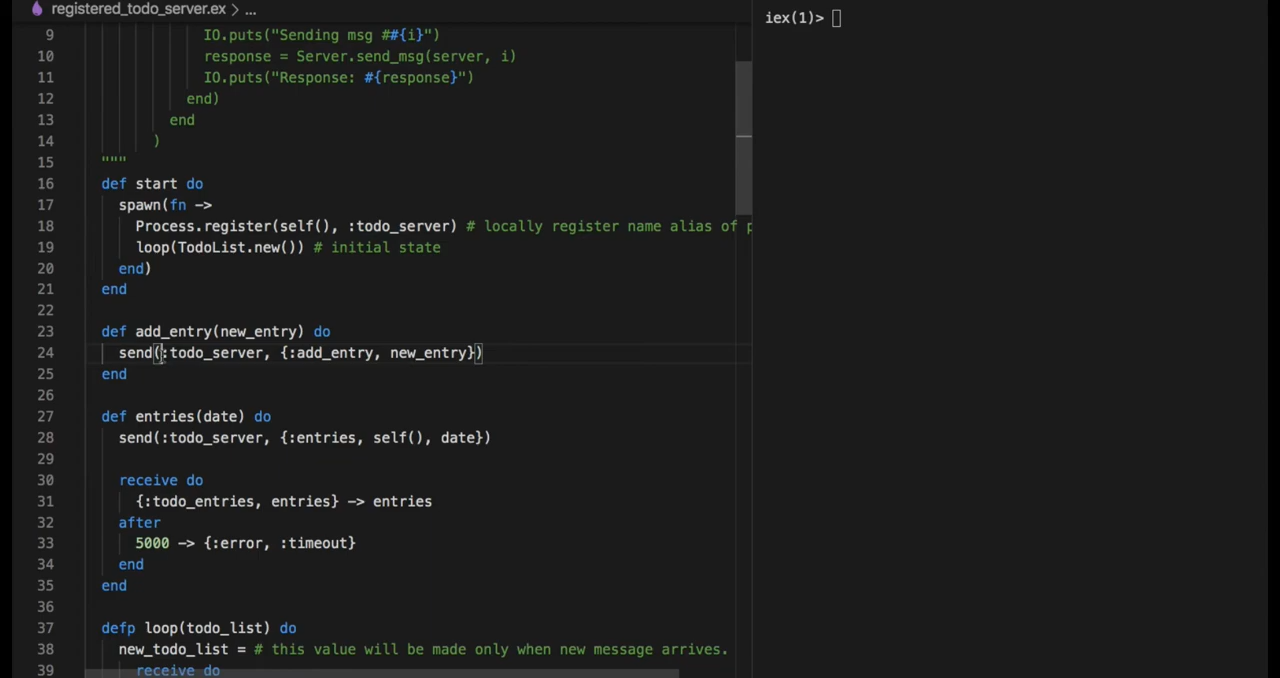 registered_todo_server.ex > ...
9 IO.puts("Sending msg ##{i}")
10 response = Server.send_msg(server, i)
11 IO.puts("Response: #{response}")
12 end)
13 end
14 )
15 """
16 def start do
17 spawn(fn ->
18 Process.register(self(), :todo_server) # locally register name alias of p
19 loop(TodoList.new()) # initial state
20 end)
21 end
22
23 def add_entry(new_entry) do
24 send(:todo_server, {:add_entry, new_entry})
25 end
26
27 def entries(date) do
28 send(:todo_server, {:entries, self(), date})
29
30 receive do
31 {:todo_entries, entries} -> entries
32 after
33 5000 -> {:error, :timeout}
34 end
35 end
36
37 defp loop(todo_list) do
38 new_todo_list = # this value will be made only when new message arrives.
39 receive do
iex(1)>